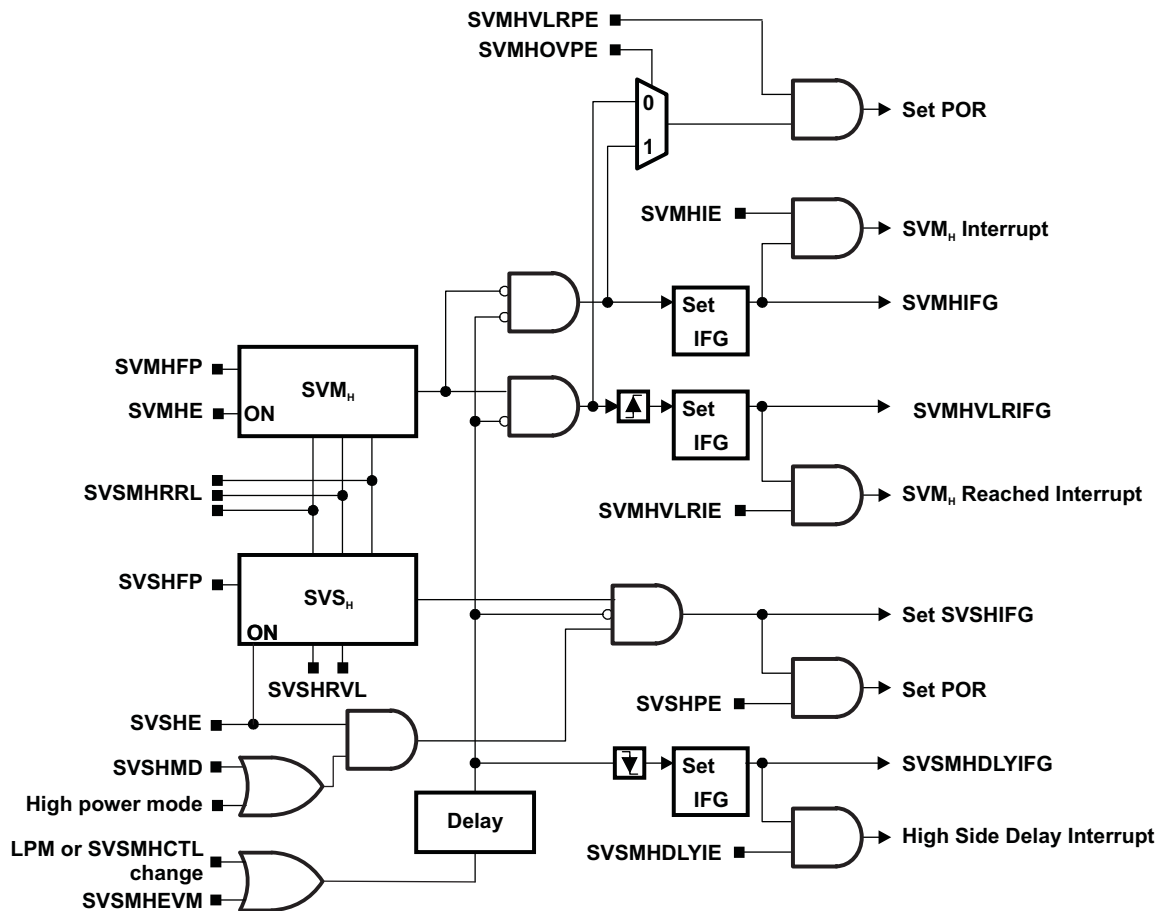 SVMHVLRPE
SVMHOVPE
0
1
Set POR
SVMHIE
SVMH Interrupt
Set
IFG
SVMHIFG
SVMHFP
SVMH
SVMHE
ON
Set
IFG
SVMHVLRIFG
SVSMHRRL
SVMHVLRIE
SVMH Reached Interrupt
SVSHFP
SVSH
ON
Set SVSHIFG
SVSHRVL
SVSHPE
Set POR
SVSHE
SVSHMD
High power mode
Set
IFG
SVSMHDLYIFG
Delay
LPM or SVSMHCTL
change
SVSMHEVM
SVSMHDLYIE
High Side Delay Interrupt